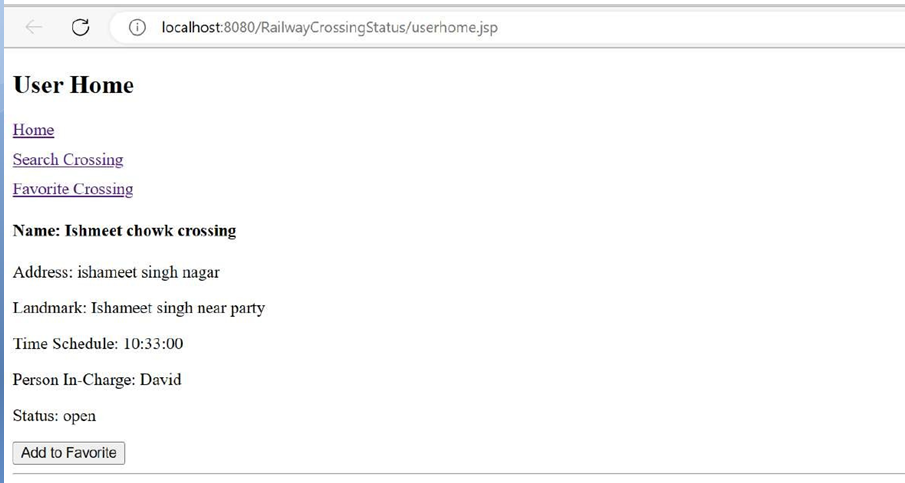 localhost:8080/RailwayCrossingStatus/userhome.jsp
User Home
Home
Search Crossing
Favorite Crossing
Name: Ishmeet chowk crossing
Address: ishameet singh nagar
Landmark: Ishameet singh near party
Time Schedule: 10:33:00
Person In-Charge: David
Status: open
Add to Favorite